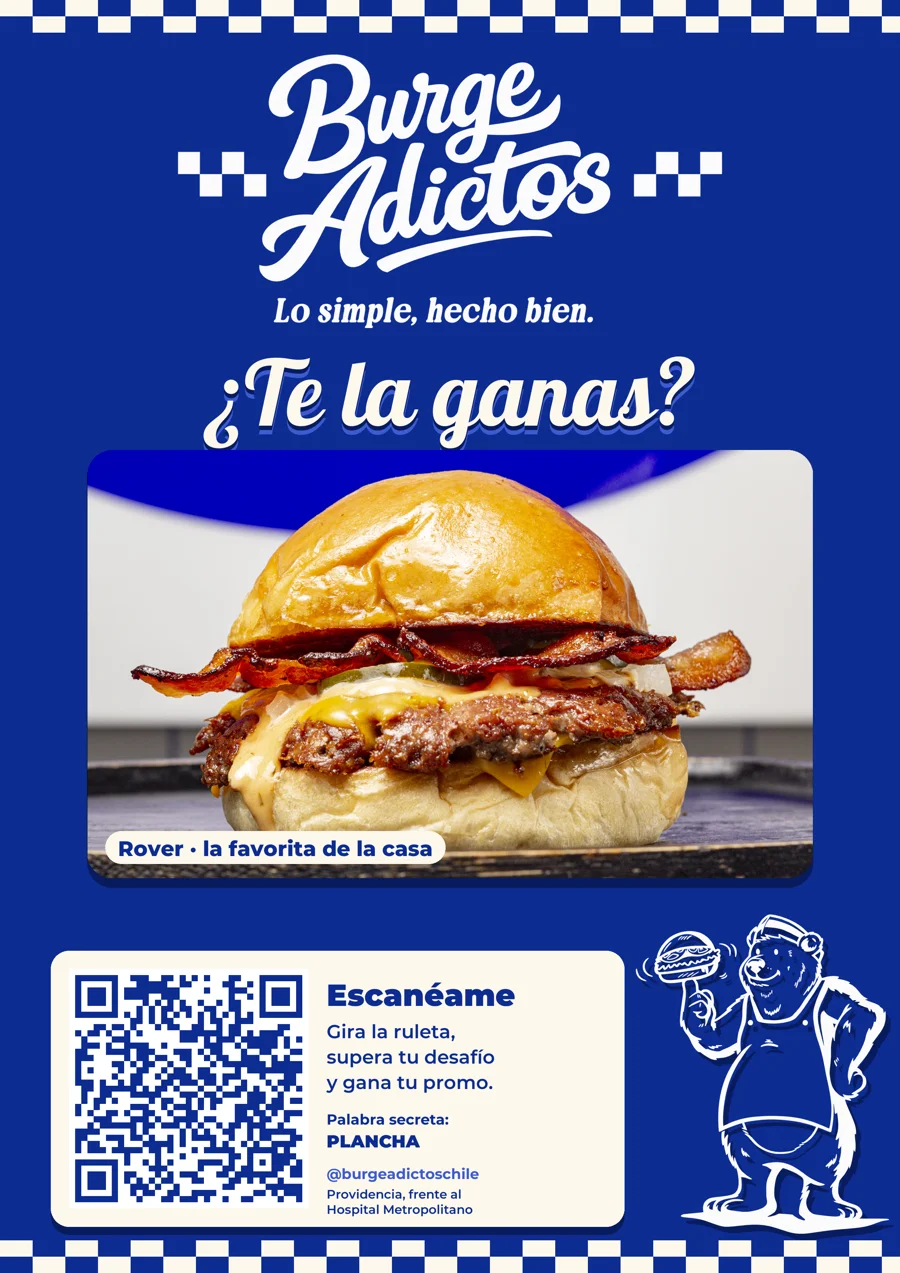 Burge
Adictos
Lo simple, hecho bien.
¿Te la ganas?
Rover · la favorita de la casa
Escanéame
Gira la ruleta,
supera tu desafío
y gana tu promo.
Palabra secreta:
PLANCHA
@burgeadictoschile
Providencia, frente al
Hospital Metropolitano